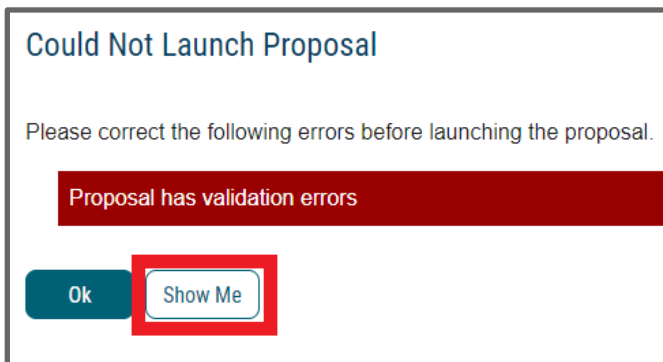 Could Not Launch Proposal
Please correct the following errors before launching the proposal.
Proposal has validation errors
Ok
Show Me